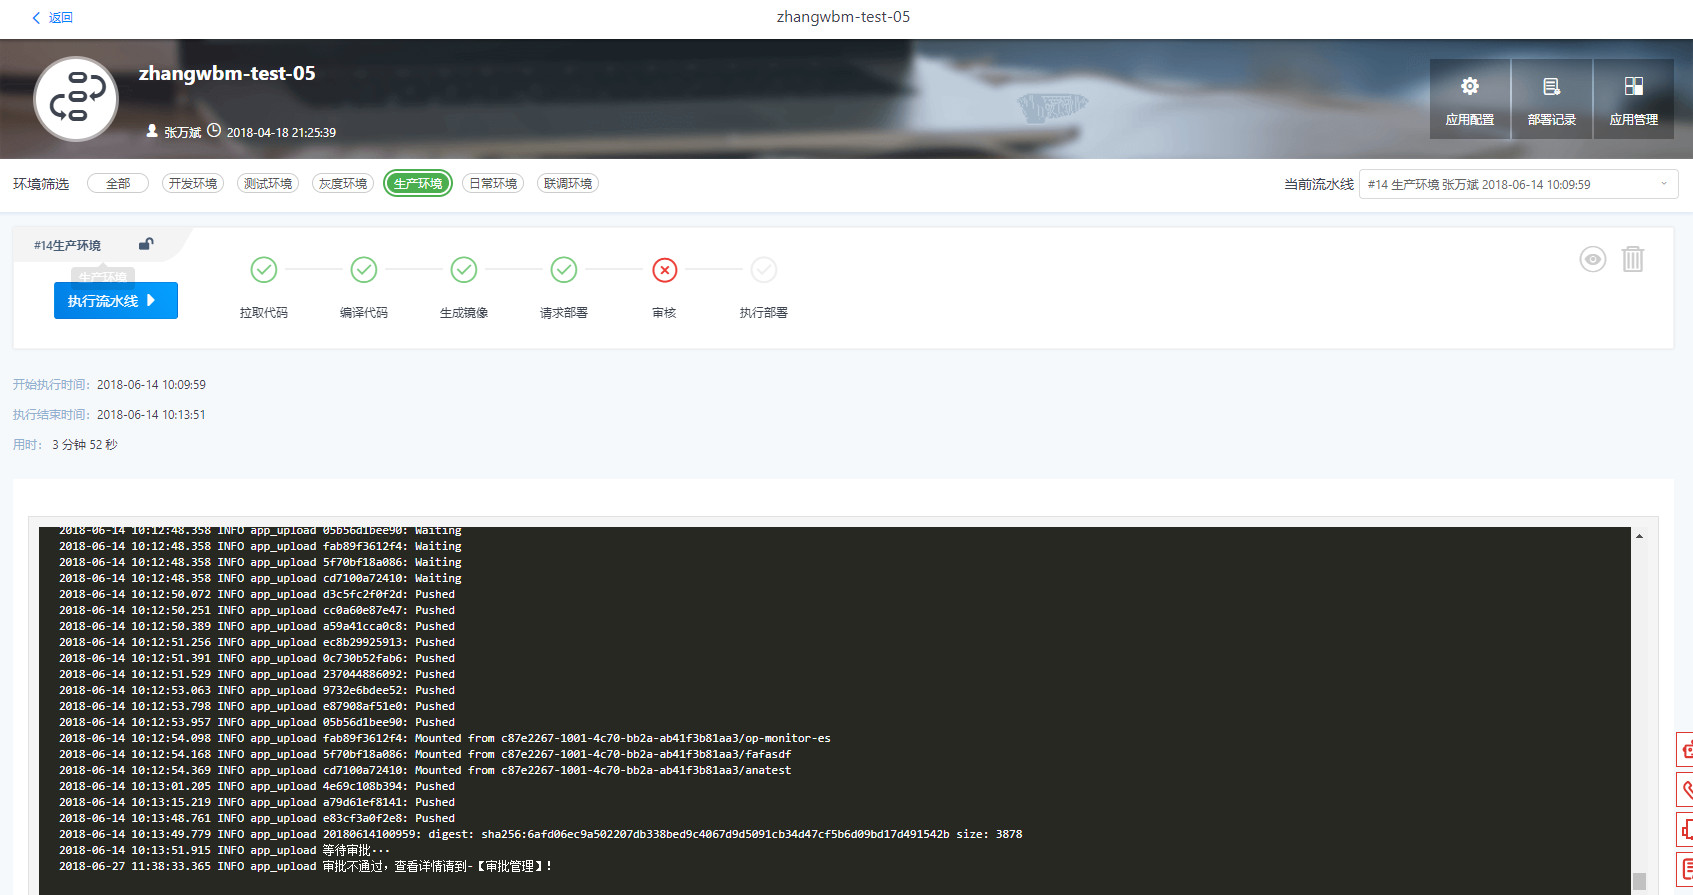 返回
zhangwbm-test-05
zhangwbm-test-05
张万斌 2018-04-18 21:25:39
应用配置 部署记录 应用管理
环境筛选 全部 开发环境 测试环境 灰度环境 生产环境 日常环境 联调环境 当前流水线 #14 生产环境 张万斌 2018-06-14 10:09:59
#14生产环境
生产环境
执行流水线
拉取代码 编译代码 生成镜像 请求部署 审核 执行部署
开始执行时间: 2018-06-14 10:09:59
执行结束时间: 2018-06-14 10:13:51
用时: 3 分钟 52 秒
2018-06-14 10:12:48.358 INFO app_upload 05b56d1bee90: Waiting
2018-06-14 10:12:48.358 INFO app_upload fab89f3612f4: Waiting
2018-06-14 10:12:48.358 INFO app_upload 5f70bf18a086: Waiting
2018-06-14 10:12:48.358 INFO app_upload cd7100a72410: Waiting
2018-06-14 10:12:50.072 INFO app_upload d3c5fc2f0f2d: Pushed
2018-06-14 10:12:50.251 INFO app_upload cc0a60e87e47: Pushed
2018-06-14 10:12:50.389 INFO app_upload a59a41cca0c8: Pushed
2018-06-14 10:12:51.256 INFO app_upload ec8b29925913: Pushed
2018-06-14 10:12:51.391 INFO app_upload 0c730b52fab6: Pushed
2018-06-14 10:12:51.529 INFO app_upload 237044886092: Pushed
2018-06-14 10:12:53.063 INFO app_upload 9732e6bdee52: Pushed
2018-06-14 10:12:53.798 INFO app_upload e87908af51e0: Pushed
2018-06-14 10:12:53.957 INFO app_upload 05b56d1bee90: Pushed
2018-06-14 10:12:54.098 INFO app_upload fab89f3612f4: Mounted from c87e2267-1001-4c70-bb2a-ab41f3b81aa3/op-monitor-es
2018-06-14 10:12:54.168 INFO app_upload 5f70bf18a086: Mounted from c87e2267-1001-4c70-bb2a-ab41f3b81aa3/fafasdf
2018-06-14 10:12:54.369 INFO app_upload cd7100a72410: Mounted from c87e2267-1001-4c70-bb2a-ab41f3b81aa3/anatest
2018-06-14 10:13:01.205 INFO app_upload 4e69c108b394: Pushed
2018-06-14 10:13:15.219 INFO app_upload a79d61ef8141: Pushed
2018-06-14 10:13:48.761 INFO app_upload e83cf3a0f2e8: Pushed
2018-06-14 10:13:49.779 INFO app_upload 20180614100959: digest: sha256:6afd06ec9a502207db338bed9c4067d9d5091cb34d47cf5b6d09bd17d491542b size: 3878
2018-06-14 10:13:51.915 INFO app_upload 等待审批···
2018-06-27 11:38:33.365 INFO app_upload 审批不通过，查看详情请到-【审批管理】!